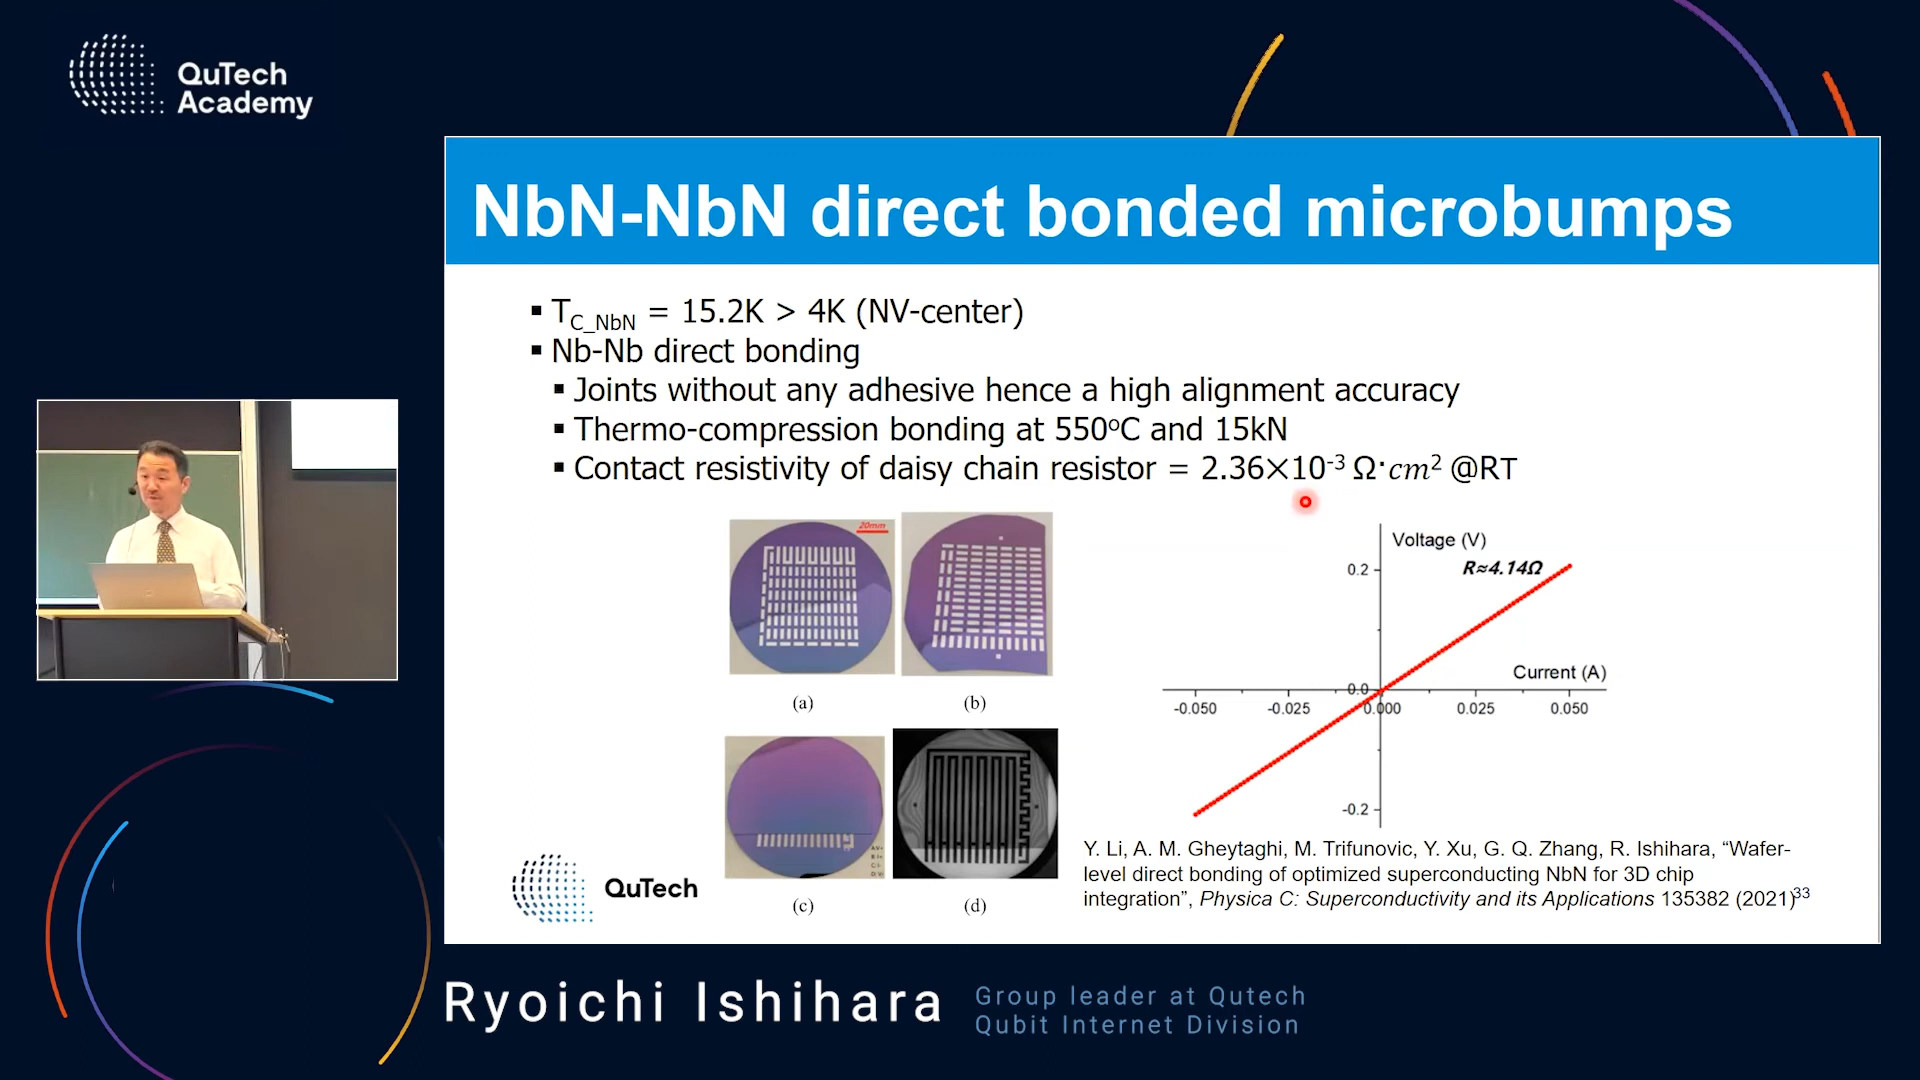 QuTech
Academy
NbN-NbN direct bonded microbumps
▪ T_C_NbN = 15.2K > 4K (NV-center)
▪ Nb-Nb direct bonding
▪ Joints without any adhesive hence a high alignment accuracy
▪ Thermo-compression bonding at 550°C and 15kN
▪ Contact resistivity of daisy chain resistor = 2.36×10⁻³ Ω·cm² @RT
20mm
(a)
(b)
(c)
(d)
Voltage (V)
R≈4.14Ω
0.2
Current (A)
0.0
-0.050
-0.025
0.000
0.025
0.050
-0.2
Y. Li, A. M. Gheytaghi, M. Trifunovic, Y. Xu, G. Q. Zhang, R. Ishihara, “Wafer-
level direct bonding of optimized superconducting NbN for 3D chip
integration”, Physica C: Superconductivity and its Applications 135382 (2021)
33
QuTech
Ryoichi Ishihara
Group leader at Qutech
Qubit Internet Division